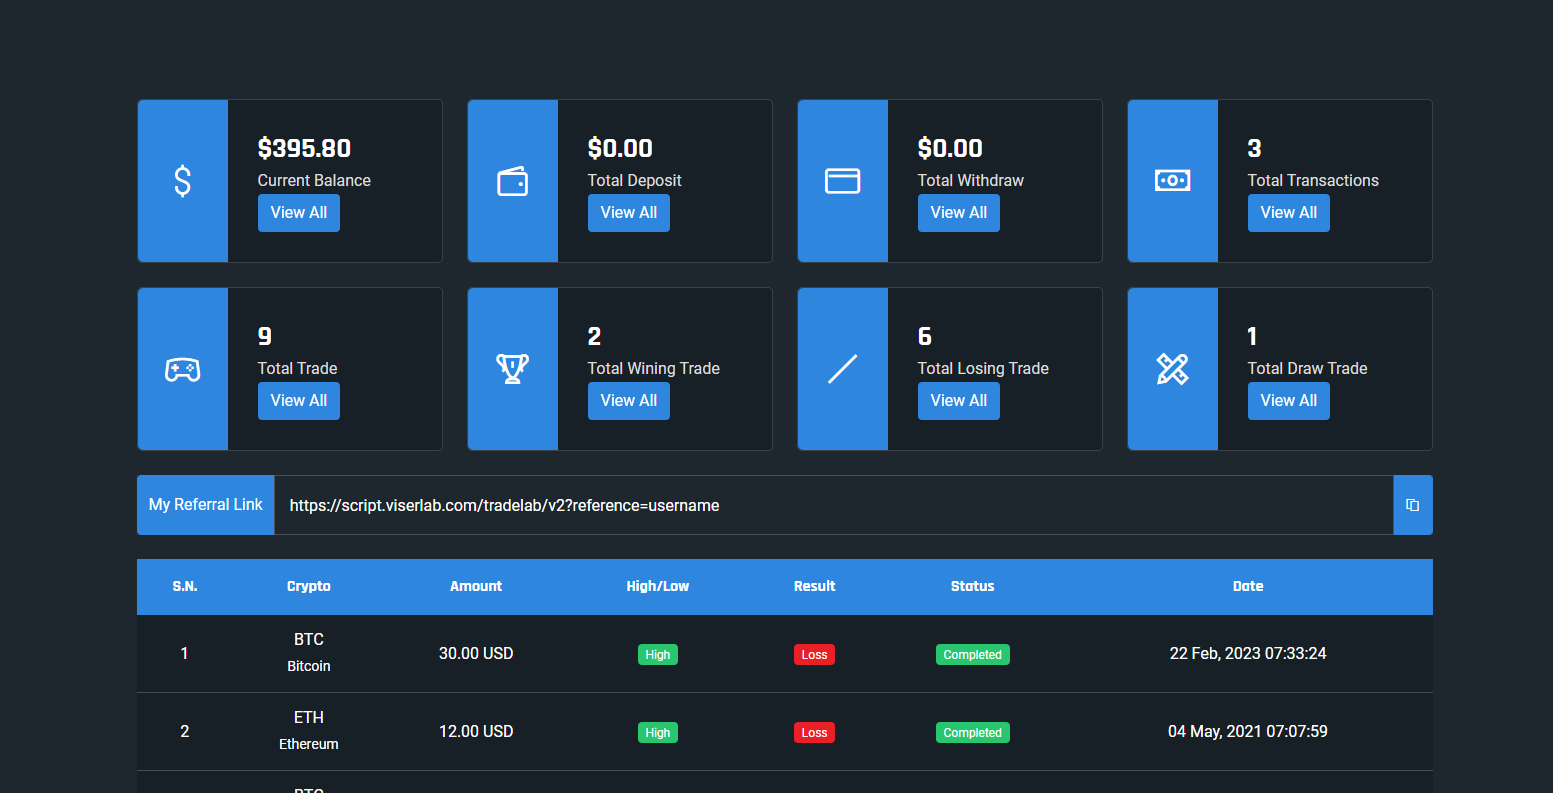 $395.80
Current Balance
View All
$0.00
Total Deposit
View All
$0.00
Total Withdraw
View All
3
Total Transactions
View All
9
Total Trade
View All
2
Total Wining Trade
View All
6
Total Losing Trade
View All
1
Total Draw Trade
View All
My Referral Link https://script.viserlab.com/tradelab/v2?reference=username
S.N. Crypto Amount High/Low Result Status Date
1 BTC 30.00 USD High Loss Completed 22 Feb, 2023 07:33:24
Bitcoin
2 ETH 12.00 USD High Loss Completed 04 May, 2021 07:07:59
Ethereum